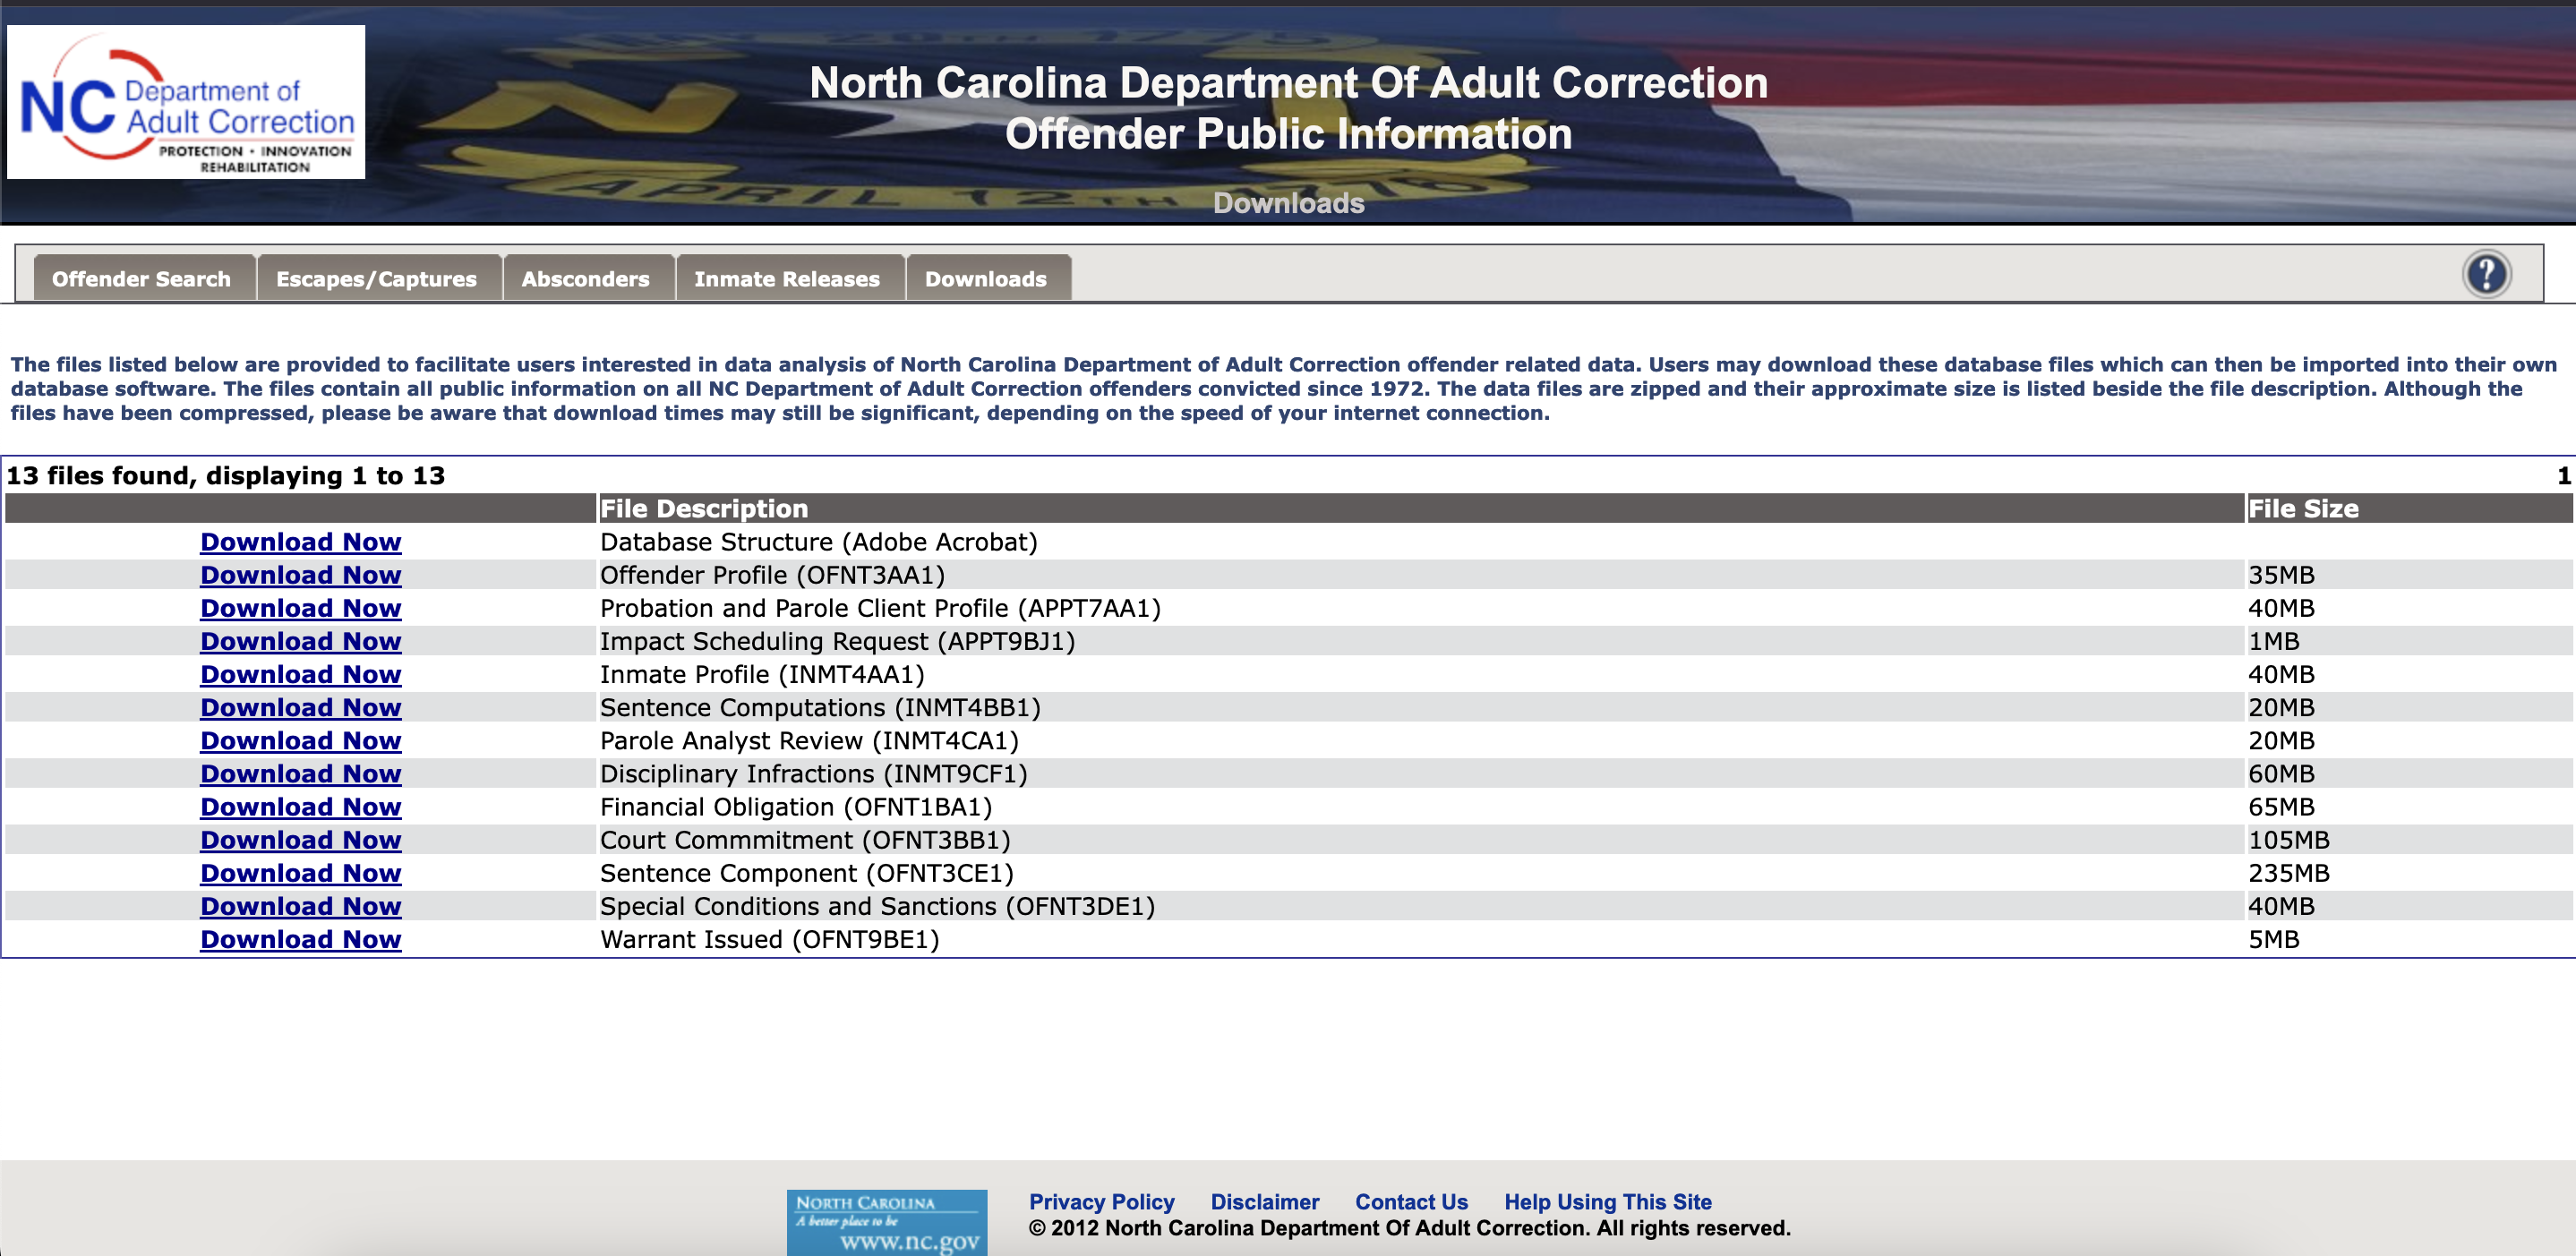 NC Department of
Adult Correction
PROTECTION • INNOVATION
REHABILITATION
MAY 20TH 1775
N C
APRIL 12TH 1776
North Carolina Department Of Adult Correction
Offender Public Information
Downloads
Offender Search Escapes/Captures Absconders Inmate Releases Downloads ?
The files listed below are provided to facilitate users interested in data analysis of North Carolina Department of Adult Correction offender related data. Users may download these database files which can then be imported into their own
database software. The files contain all public information on all NC Department of Adult Correction offenders convicted since 1972. The data files are zipped and their approximate size is listed beside the file description. Although the
files have been compressed, please be aware that download times may still be significant, depending on the speed of your internet connection.
13 files found, displaying 1 to 13 1
File Description File Size
Download Now Database Structure (Adobe Acrobat)
Download Now Offender Profile (OFNT3AA1) 35MB
Download Now Probation and Parole Client Profile (APPT7AA1) 40MB
Download Now Impact Scheduling Request (APPT9BJ1) 1MB
Download Now Inmate Profile (INMT4AA1) 40MB
Download Now Sentence Computations (INMT4BB1) 20MB
Download Now Parole Analyst Review (INMT4CA1) 20MB
Download Now Disciplinary Infractions (INMT9CF1) 60MB
Download Now Financial Obligation (OFNT1BA1) 65MB
Download Now Court Commmitment (OFNT3BB1) 105MB
Download Now Sentence Component (OFNT3CE1) 235MB
Download Now Special Conditions and Sanctions (OFNT3DE1) 40MB
Download Now Warrant Issued (OFNT9BE1) 5MB
NORTH CAROLINA
A better place to be
www.nc.gov
Privacy Policy Disclaimer Contact Us Help Using This Site
© 2012 North Carolina Department Of Adult Correction. All rights reserved.